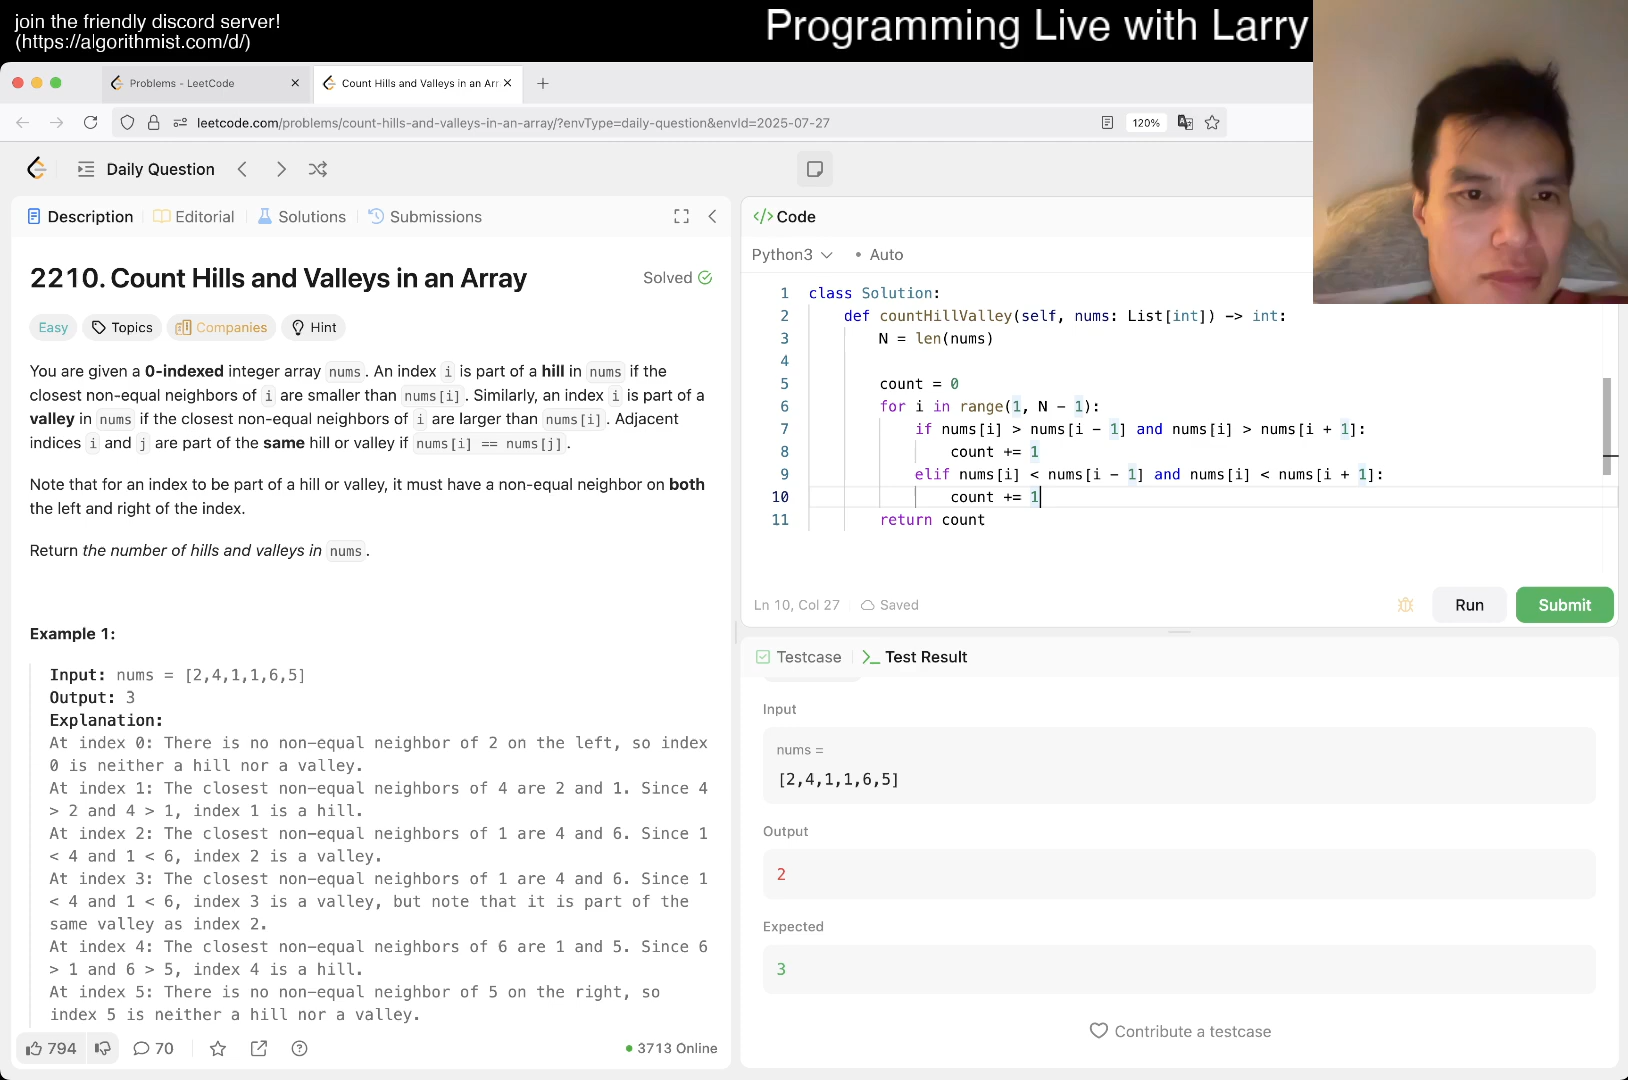 join the friendly discord server!
(https://algorithmist.com/d/)
Programming Live with Larry
Problems - LeetCode
Count Hills and Valleys in an Arr
leetcode.com/problems/count-hills-and-valleys-in-an-array/?envType=daily-question&envId=2025-07-27
120%
Daily Question
Description
Editorial
Solutions
Submissions
2210. Count Hills and Valleys in an Array
Solved
Easy
Topics
Companies
Hint
You are given a 0-indexed integer array nums. An index i is part of a hill in nums if the
closest non-equal neighbors of i are smaller than nums[i]. Similarly, an index i is part of a
valley in nums if the closest non-equal neighbors of i are larger than nums[i]. Adjacent
indices i and j are part of the same hill or valley if nums[i] == nums[j].
Note that for an index to be part of a hill or valley, it must have a non-equal neighbor on both
the left and right of the index.
Return the number of hills and valleys in nums.
Example 1:
Input: nums = [2,4,1,1,6,5]
Output: 3
Explanation:
At index 0: There is no non-equal neighbor of 2 on the left, so index
0 is neither a hill nor a valley.
At index 1: The closest non-equal neighbors of 4 are 2 and 1. Since 4
> 2 and 4 > 1, index 1 is a hill.
At index 2: The closest non-equal neighbors of 1 are 4 and 6. Since 1
< 4 and 1 < 6, index 2 is a valley.
At index 3: The closest non-equal neighbors of 1 are 4 and 6. Since 1
< 4 and 1 < 6, index 3 is a valley, but note that it is part of the
same valley as index 2.
At index 4: The closest non-equal neighbors of 6 are 1 and 5. Since 6
> 1 and 6 > 5, index 4 is a hill.
At index 5: There is no non-equal neighbor of 5 on the right, so
index 5 is neither a hill nor a valley.
794
70
3713 Online
</> Code
Python3
• Auto
1 class Solution:
2 def countHillValley(self, nums: List[int]) -> int:
3 N = len(nums)
4
5 count = 0
6 for i in range(1, N - 1):
7 if nums[i] > nums[i - 1] and nums[i] > nums[i + 1]:
8 count += 1
9 elif nums[i] < nums[i - 1] and nums[i] < nums[i + 1]:
10 count += 1
11 return count
Ln 10, Col 27
Saved
Run
Submit
Testcase
Test Result
Input
nums =
[2,4,1,1,6,5]
Output
2
Expected
3
Contribute a testcase